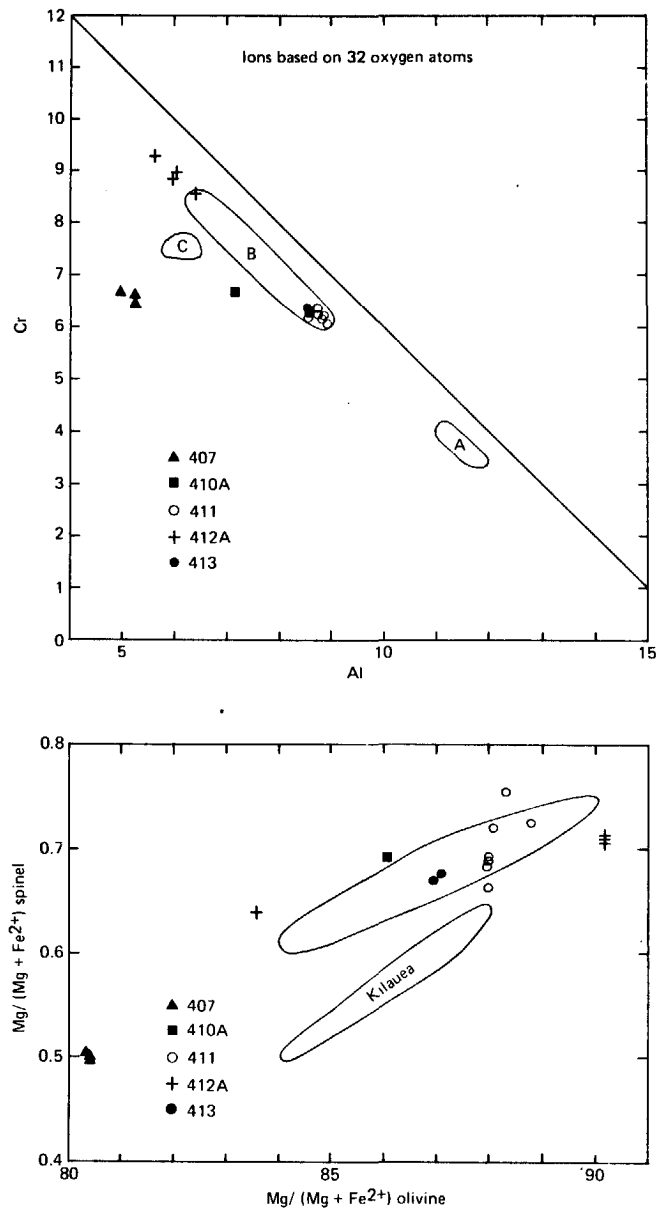 12
Ions based on 32 oxygen atoms
11
10
9
8
C
B
7
6
Cr
5
A
4
407
3
410A
411
2
412A
413
1
0
5
10
15
Al
0.8
0.7
Mg/ (Mg + Fe2+) spinel
0.6
Kilauea
407
410A
0.5
411
412A
413
0.4
80
85
90
Mg/ (Mg + Fe2+) olivine